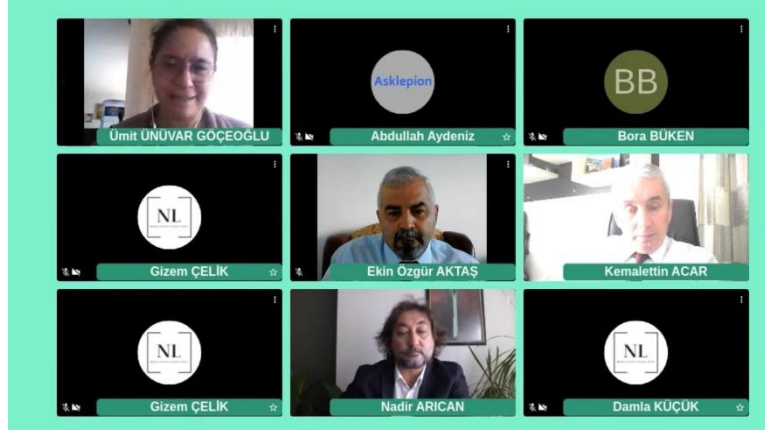 Ümit ÜNÜVAR GÖÇEOĞLU
Asklepion
Abdullah Aydeniz
BB
Bora BÜKEN
NL
Gizem ÇELİK
Ekin Özgür AKTAŞ
Kemalettin ACAR
NL
Gizem ÇELİK
Nadir ARICAN
NL
Damla KÜÇÜK